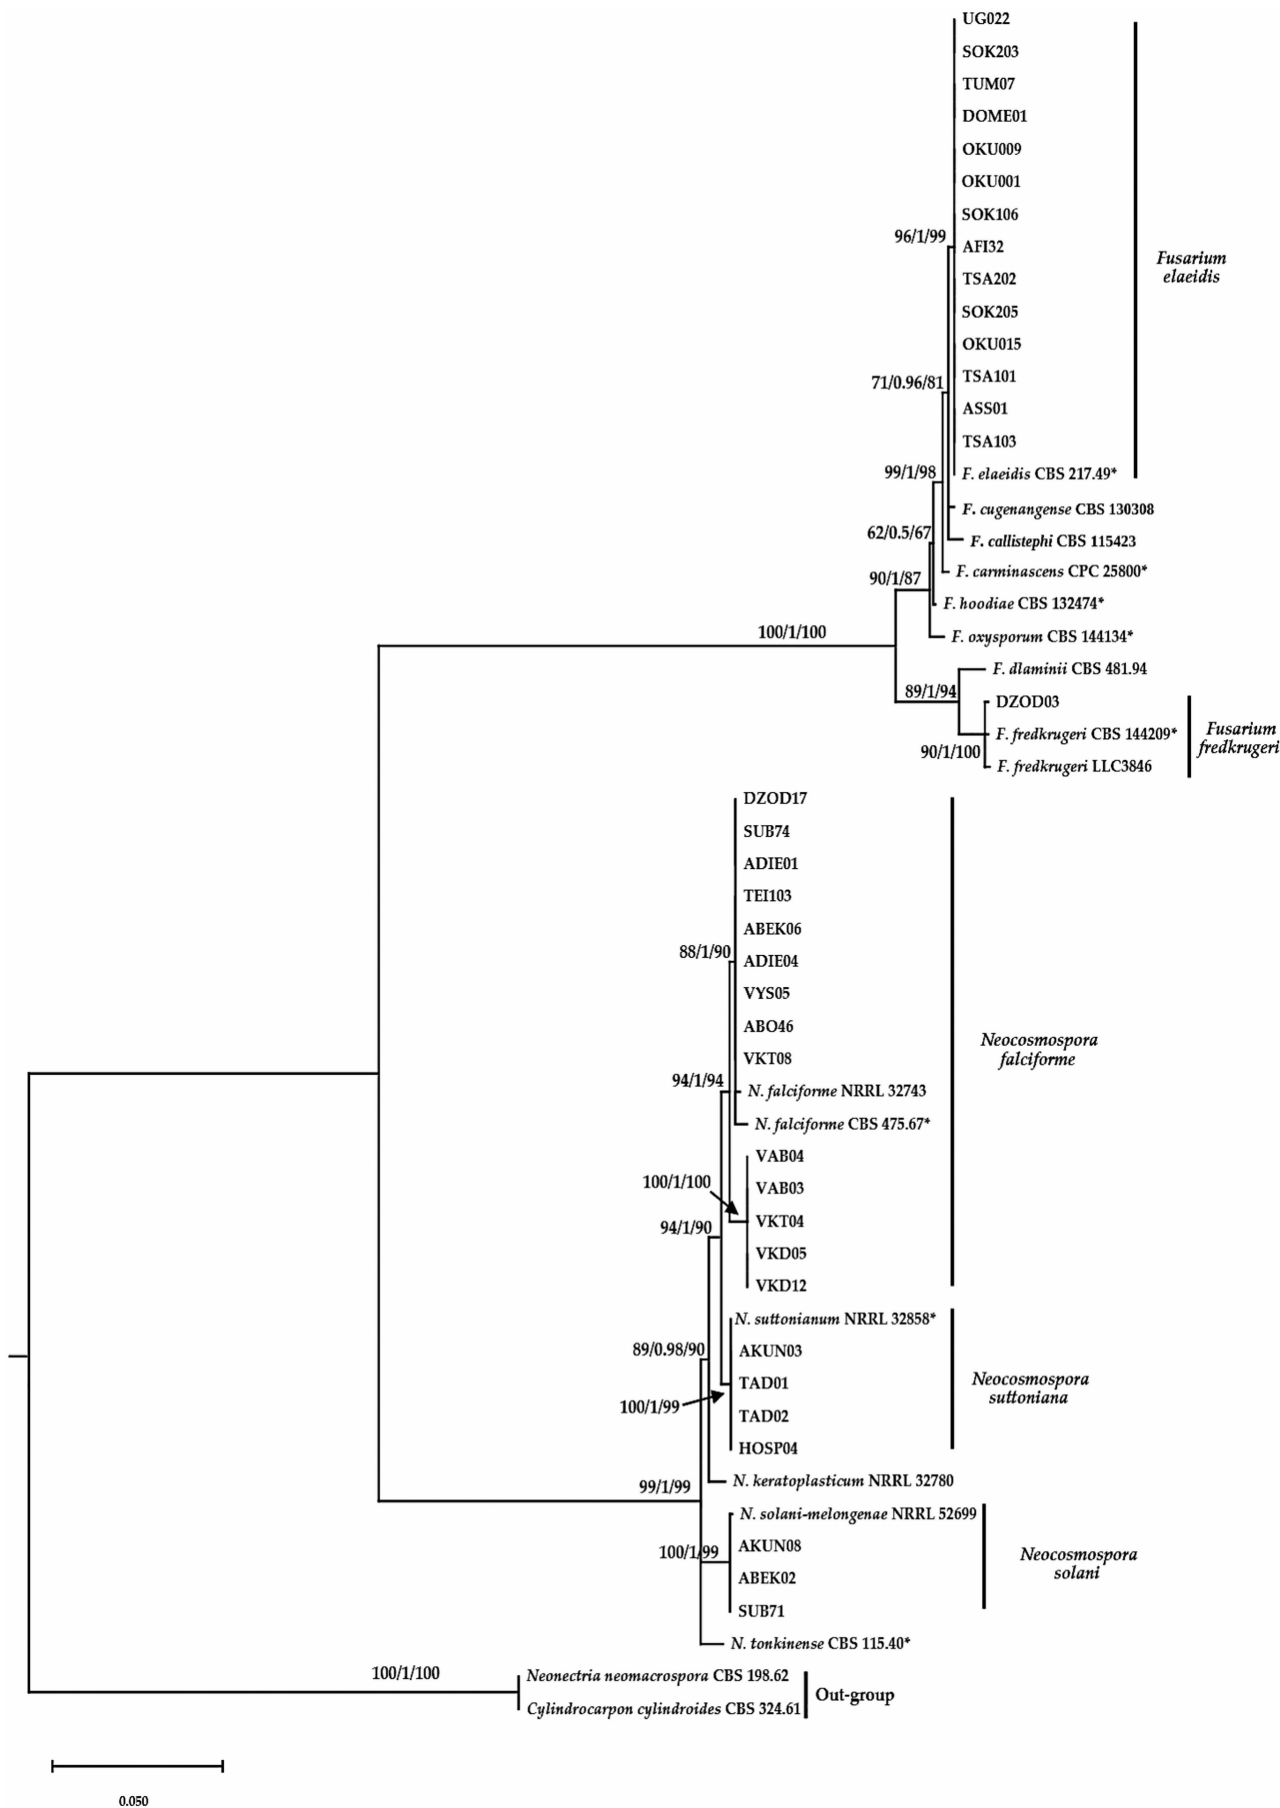 UG022
SOK203
TUM07
DOME01
OKU009
OKU001
SOK106
96/1/99
AFI32
Fusarium
elaeidis
TSA202
SOK205
OKU015
71/0.96/81
TSA101
ASS01
TSA103
99/1/98
F. elaeidis CBS 217.49*
F. cugenangense CBS 130308
62/0.5/67
F. callistephi CBS 115423
90/1/87
F. carminascens CPC 25800*
F. hoodiae CBS 132474*
100/1/100
F. oxysporum CBS 144134*
F. dlaminii CBS 481.94
89/1/94
DZOD03
F. fredkrugeri CBS 144209*
Fusarium
fredkrugeri
90/1/100
F. fredkrugeri LLC3846
DZOD17
SUB74
ADIE01
TEI103
ABEK06
88/1/90
ADIE04
VYS05
ABO46
Neocosmospora
falciforme
VKT08
94/1/94
N. falciforme NRRL 32743
N. falciforme CBS 475.67*
VAB04
100/1/100
VAB03
VKT04
94/1/90
VKD05
VKD12
N. suttonianum NRRL 32858*
89/0.98/90
AKUN03
TAD01
Neocosmospora
suttoniana
100/1/99
TAD02
HOSP04
N. keratoplasticum NRRL 32780
99/1/99
N. solani-melongenae NRRL 52699
AKUN08
100/1/99
Neocosmospora
solani
ABEK02
SUB71
N. tonkinense CBS 115.40*
100/1/100
Neonectria neomacrospora CBS 198.62
Out-group
Cylindrocarpon cylindroides CBS 324.61
0.050